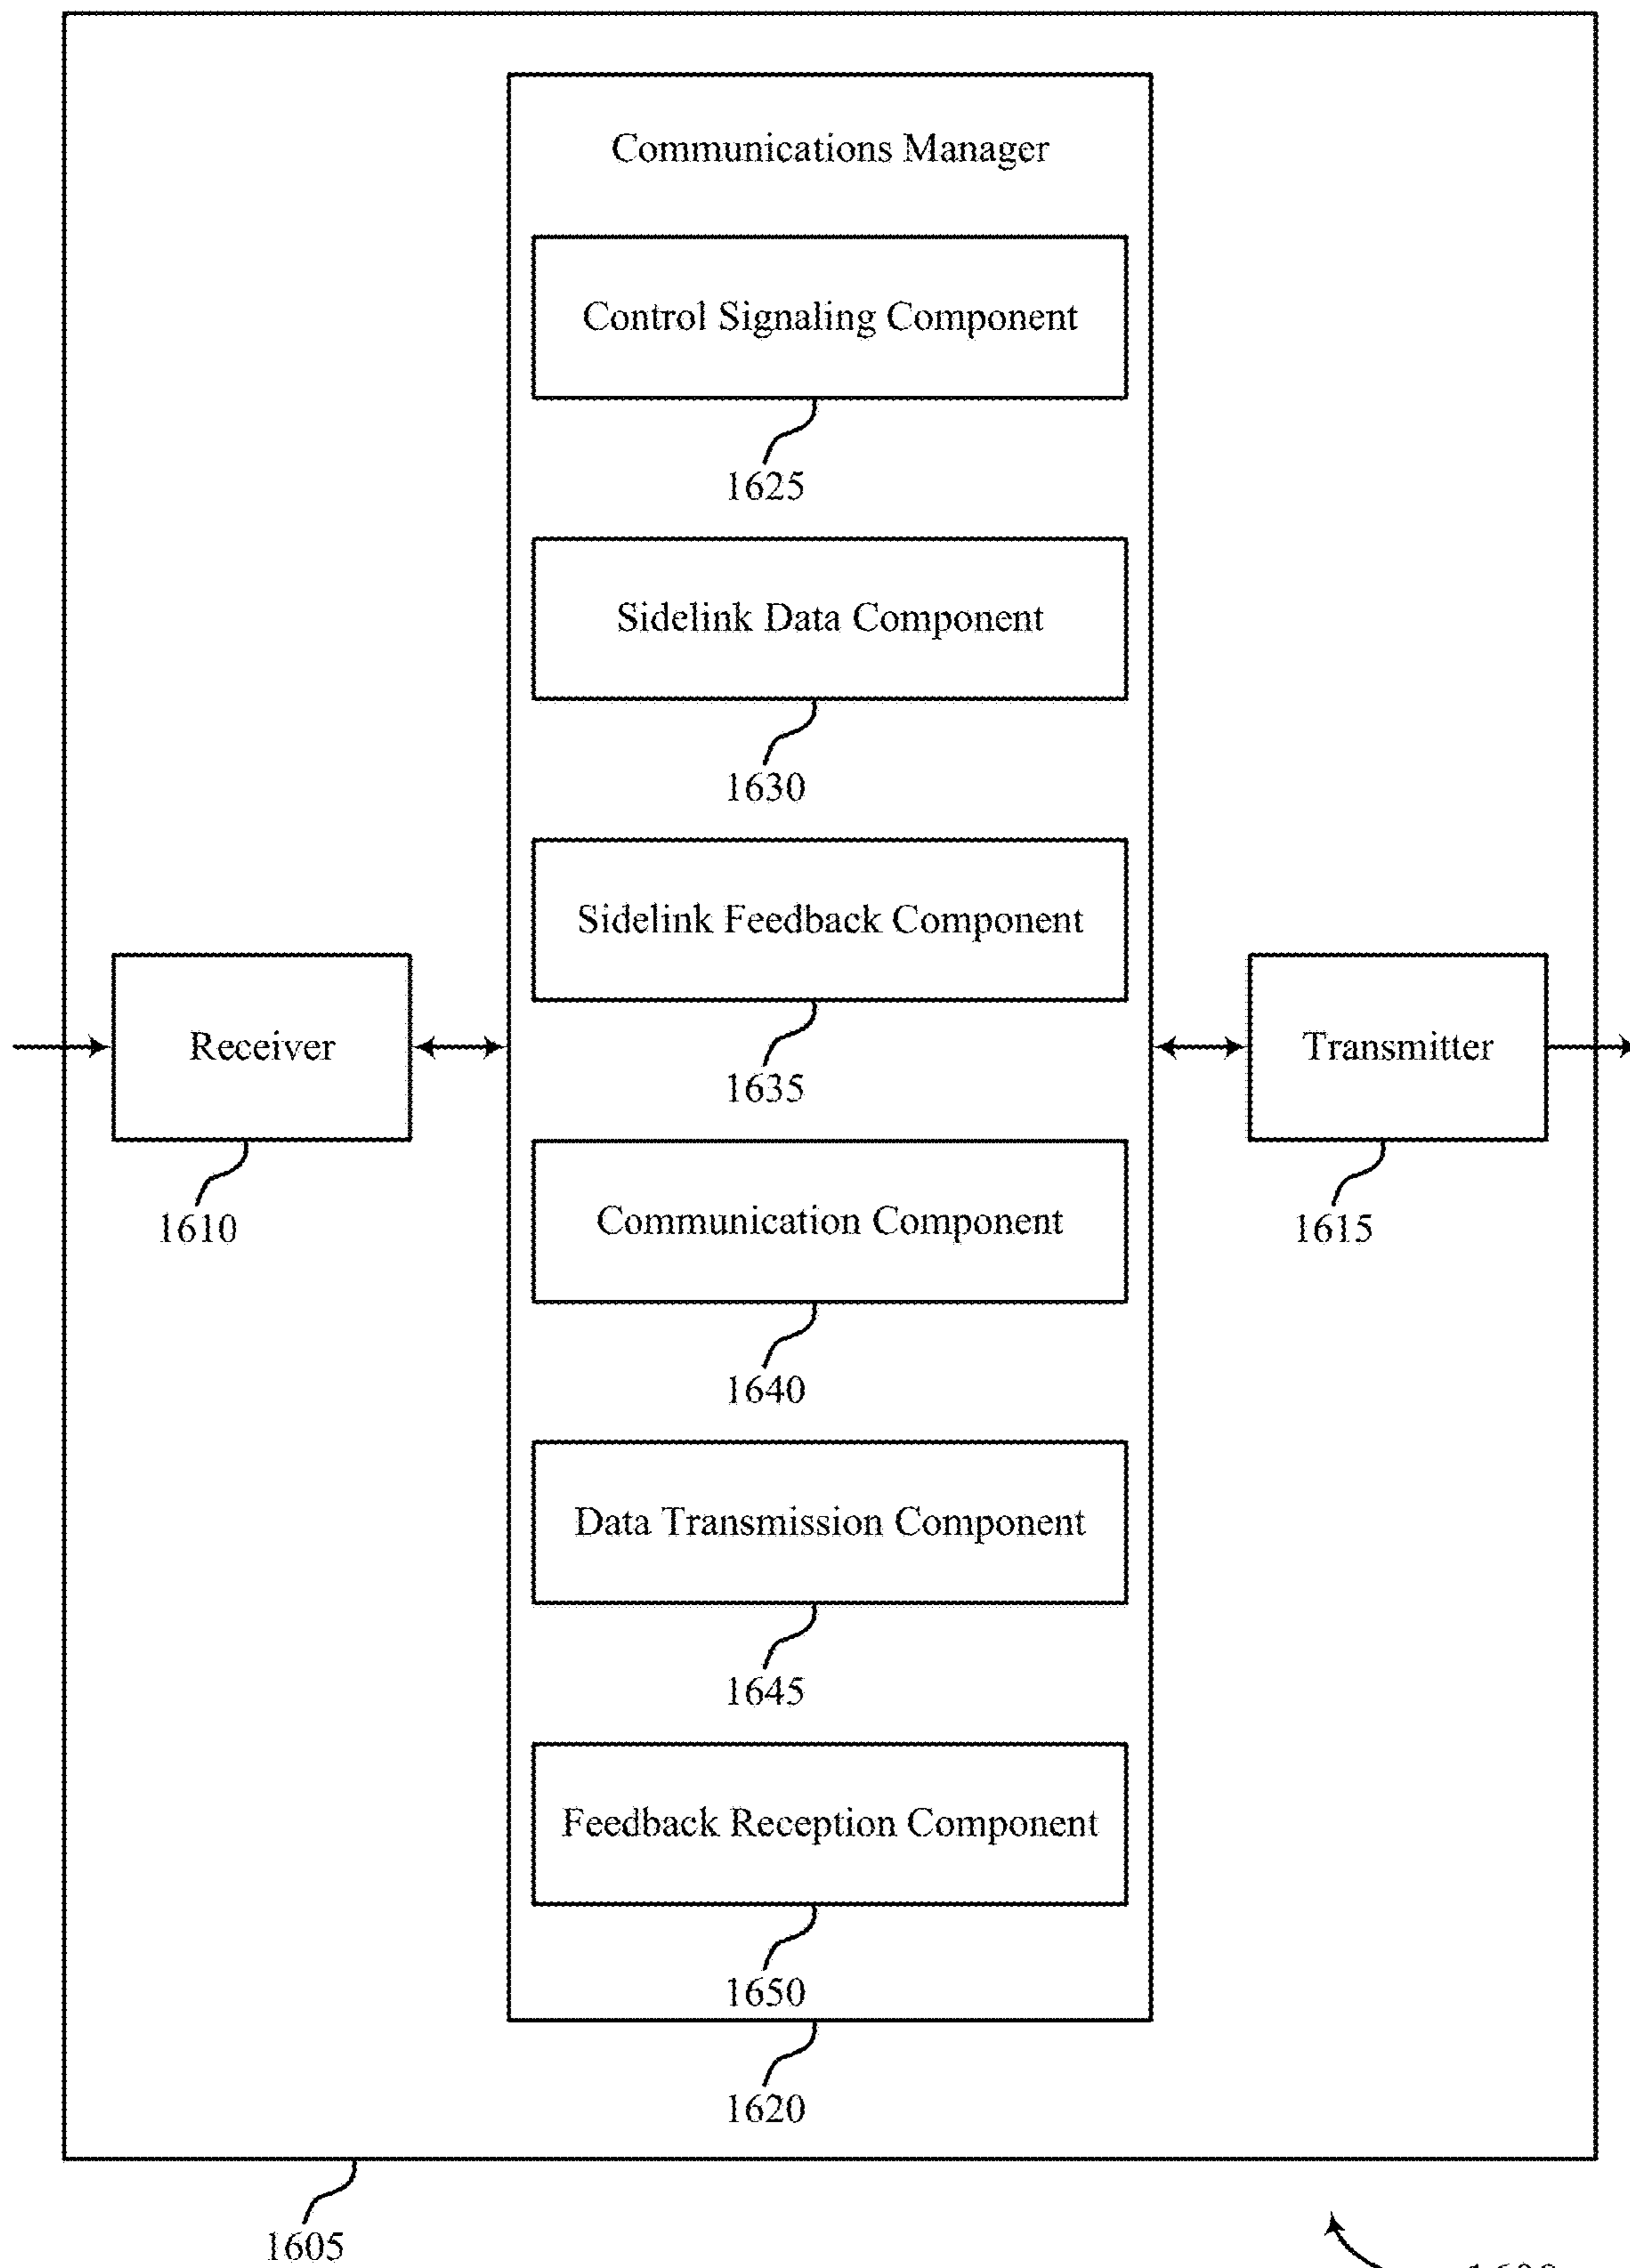 Communications Manager
Control Signaling Component
1625
Sidelink Data Component
1630
Sidelink Feedback Component
1635
Receiver
1610
Transmitter
1615
Communication Component
1640
Data Transmission Component
1645
Feedback Reception Component
1650
1620
1605